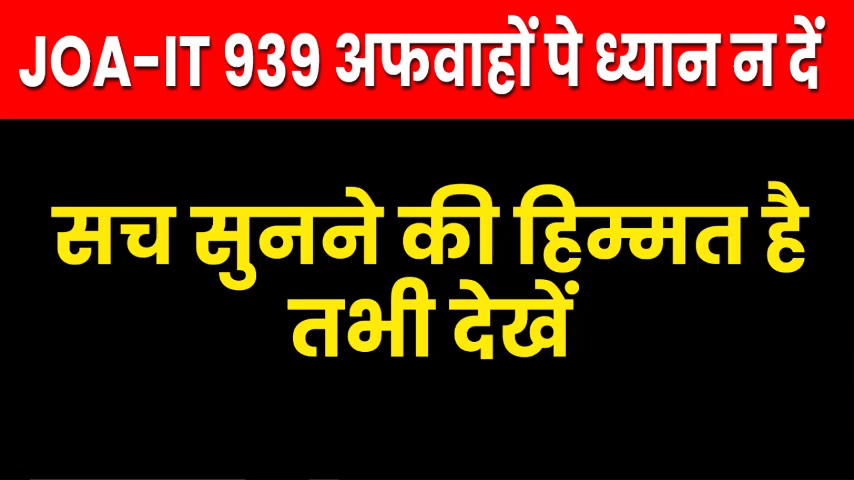 JOA-IT 939 अफवाहों पे ध्यान न दें
सच सुनने की हिम्मत है
तभी देखें